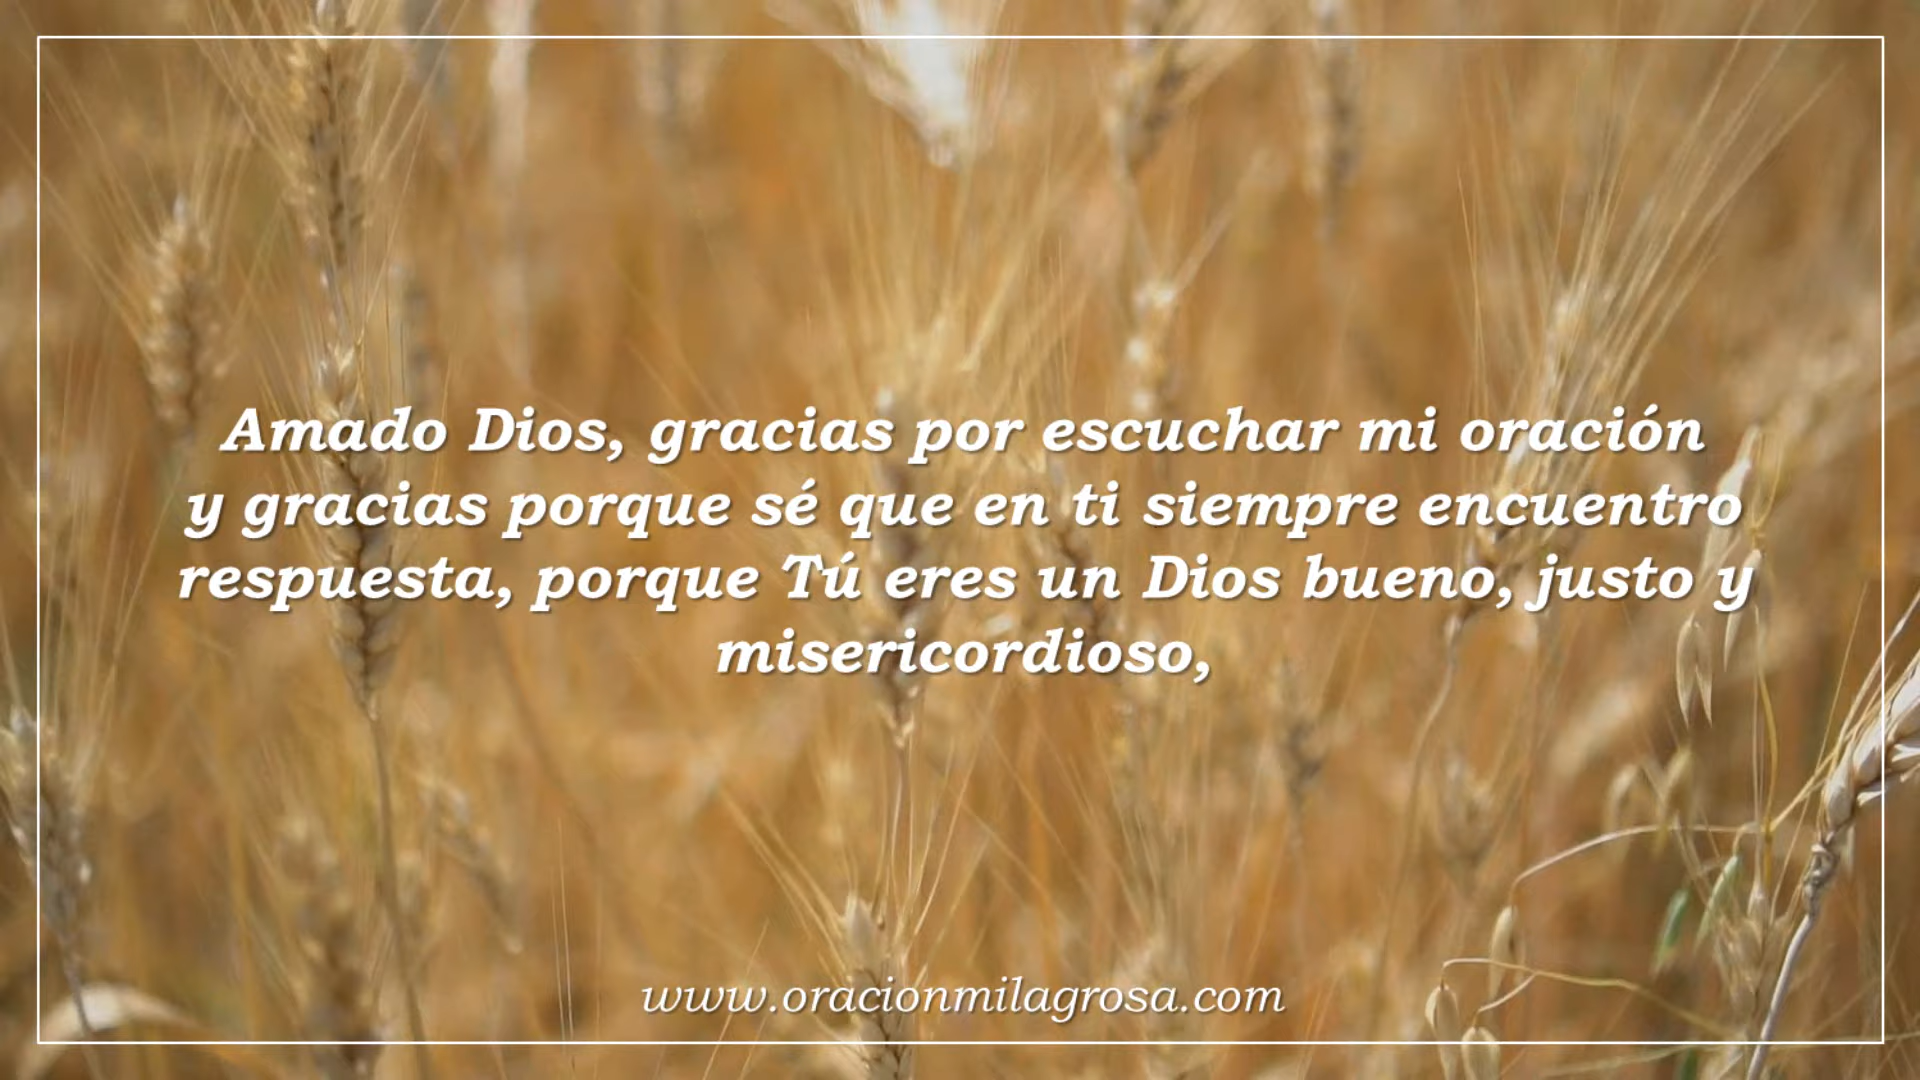 Amado Dios, gracias por escuchar mi oración
y gracias porque sé que en ti siempre encuentro
respuesta, porque Tú eres un Dios bueno, justo y
misericordioso,
www.oracionmilagrosa.com